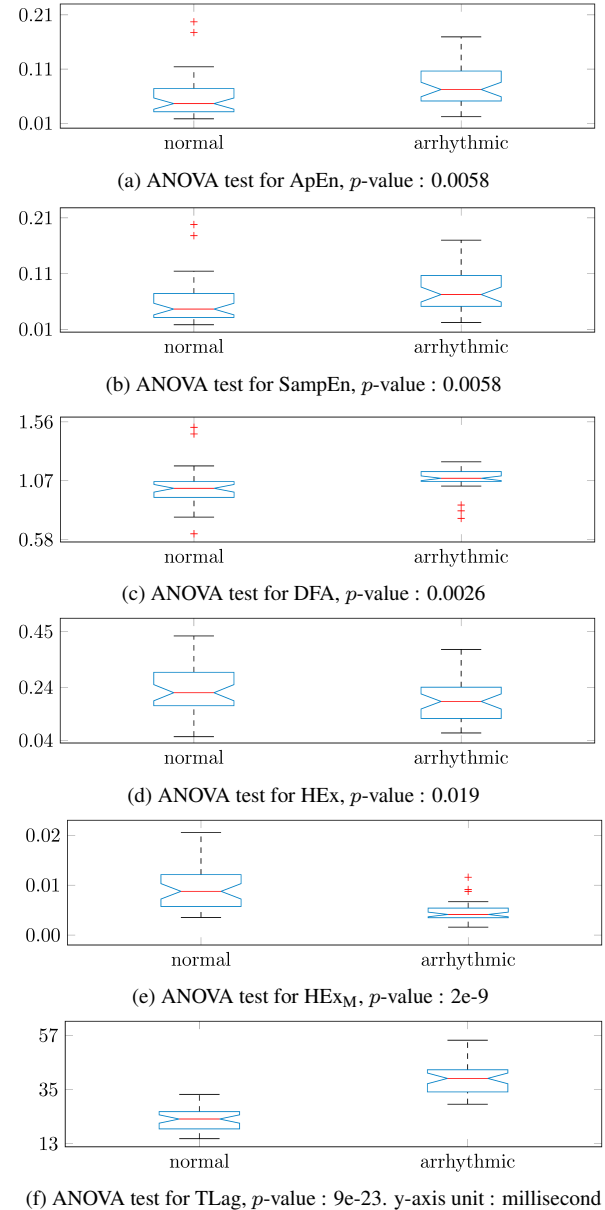 0.21
0.11
0.01
normal arrhythmic
(a) ANOVA test for ApEn, p-value : 0.0058
0.21
0.11
0.01
normal arrhythmic
(b) ANOVA test for SampEn, p-value : 0.0058
1.56
1.07
0.58
normal arrhythmic
(c) ANOVA test for DFA, p-value : 0.0026
0.45
0.24
0.04
normal arrhythmic
(d) ANOVA test for HEx, p-value : 0.019
0.02
0.01
0.00
normal arrhythmic
(e) ANOVA test for HExM, p-value : 2e-9
57
35
13
normal arrhythmic
(f) ANOVA test for TLag, p-value : 9e-23. y-axis unit : millisecond